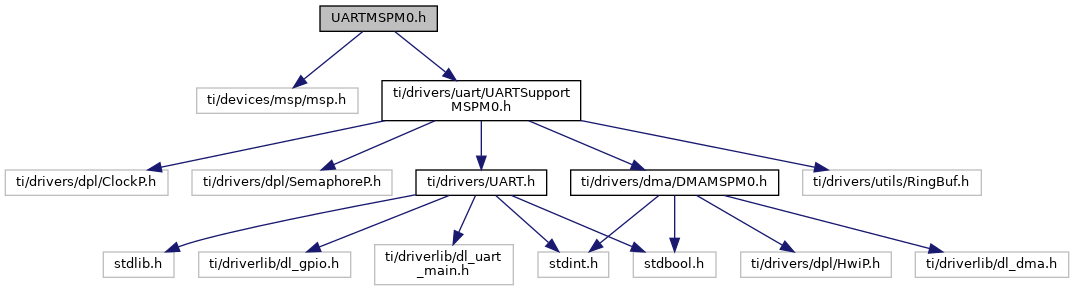 UARTMSPM0.h
ti/devices/msp/msp.h
ti/drivers/uart/UARTSupport
MSPM0.h
ti/drivers/dpl/ClockP.h
ti/drivers/dpl/SemaphoreP.h
ti/drivers/UART.h
ti/drivers/dma/DMAMSPM0.h
ti/drivers/utils/RingBuf.h
stdlib.h
ti/driverlib/dl_gpio.h
ti/driverlib/dl_uart
_main.h
stdint.h
stdbool.h
ti/drivers/dpl/HwiP.h
ti/driverlib/dl_dma.h